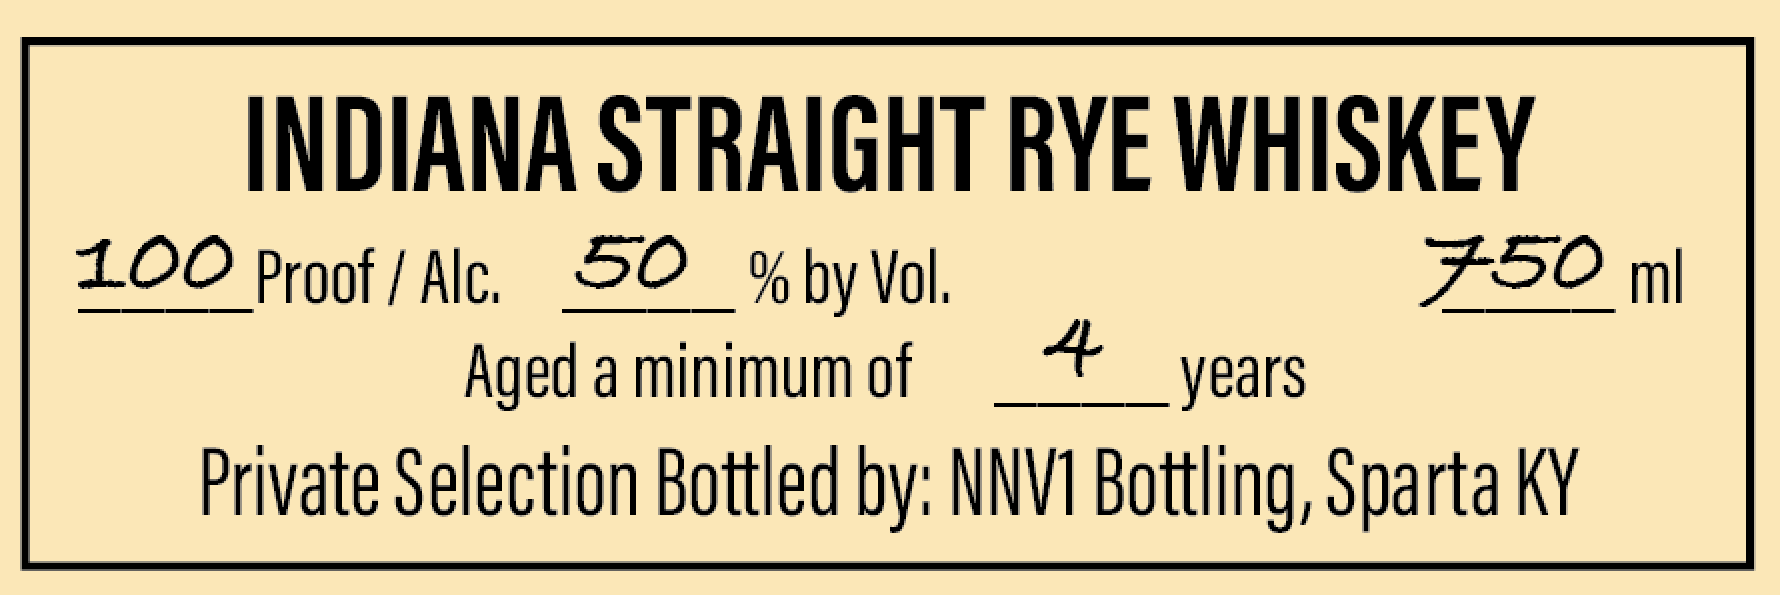 INDIANA STRAIGHT RYE WHISKEY
100 Proof / Alc. 50 % by Vol. 750 ml
Aged a minimum of 4 years
Private Selection Bottled by: NNV1 Bottling, Sparta KY